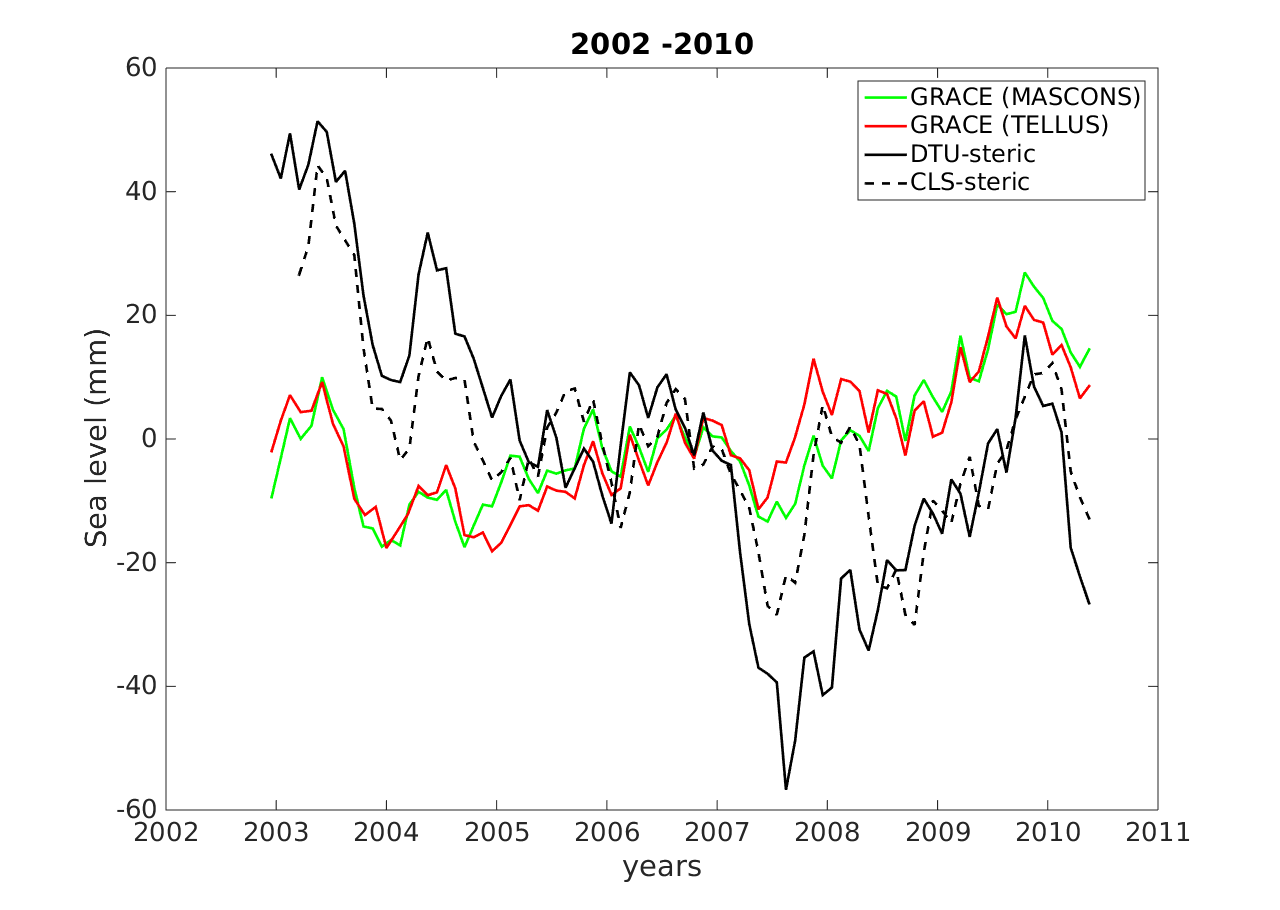 2002 -2010
60
40
20
0
-20
-40
-60
Sea level (mm)
GRACE (MASCONS)
GRACE (TELLUS)
DTU-steric
CLS-steric
2002 2003 2004 2005 2006 2007 2008 2009 2010 2011
years